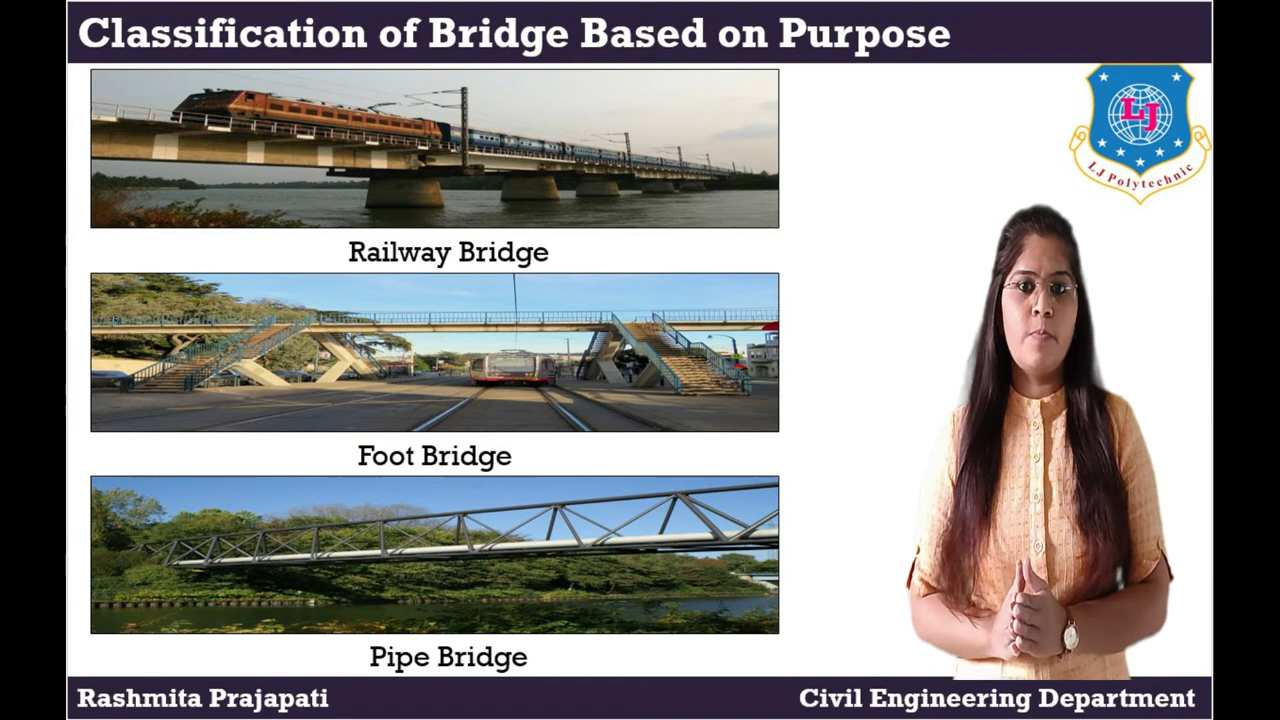 Classification of Bridge Based on Purpose
LJ
LJ Polytechnic
Railway Bridge
Foot Bridge
Pipe Bridge
Rashmita Prajapati
Civil Engineering Department